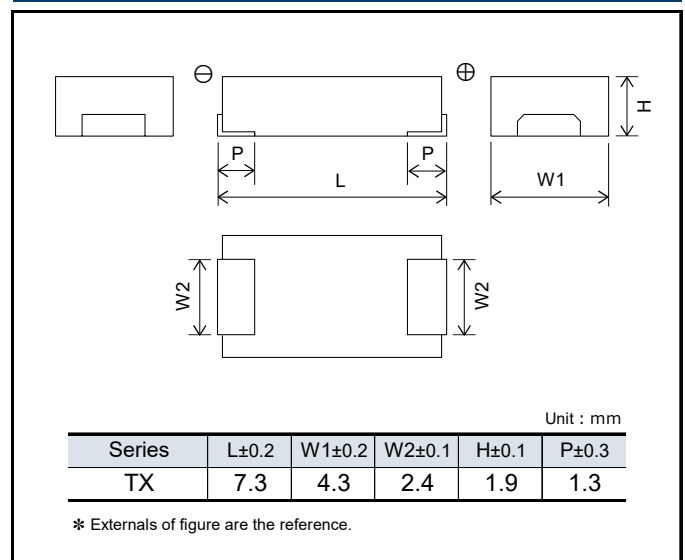 ⊖ ⊕
P P
L
W1
H
W2 W2
Unit : mm
Series L±0.2 W1±0.2 W2±0.1 H±0.1 P±0.3
TX 7.3 4.3 2.4 1.9 1.3
✻ Externals of figure are the reference.